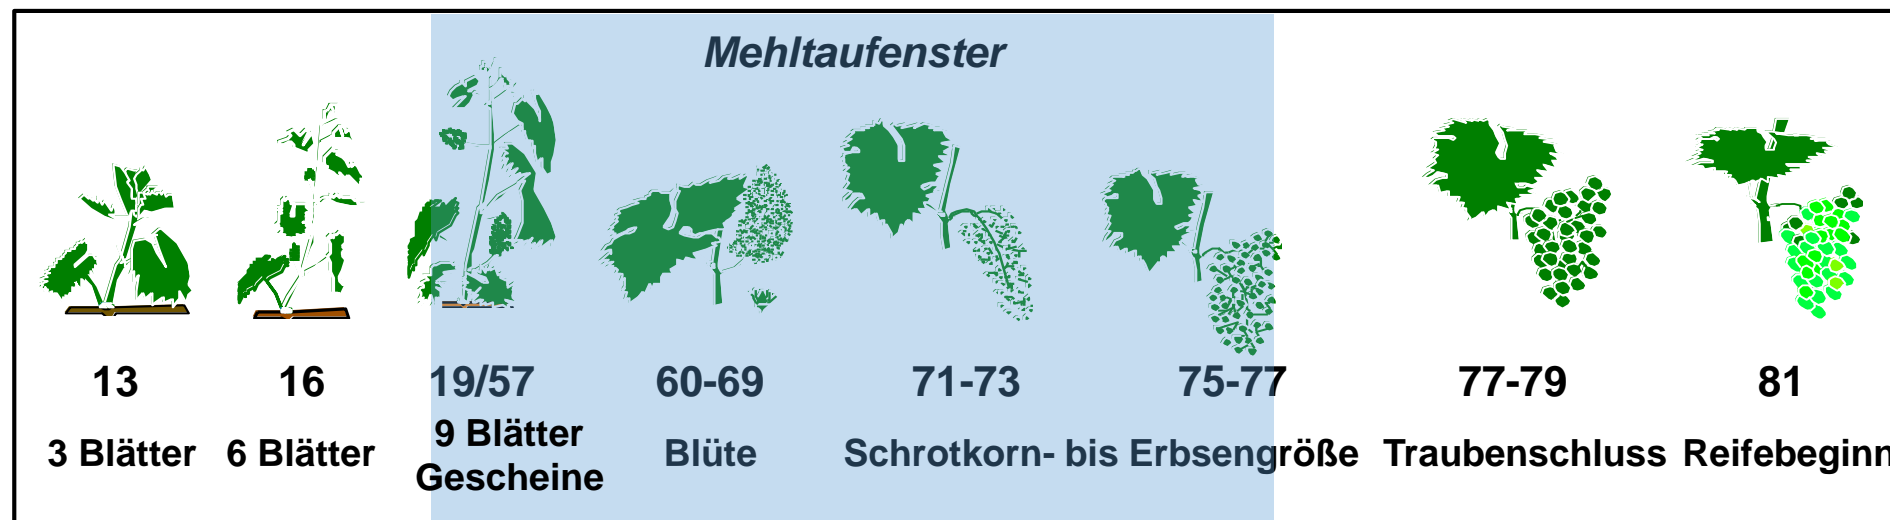 Mehltaufenster
13 16 19/57 60-69 71-73 75-77 77-79 81
3 Blätter 6 Blätter 9 Blätter Gescheine Blüte Schrotkorn- bis Erbsengröße Traubenschluss Reifebeginn